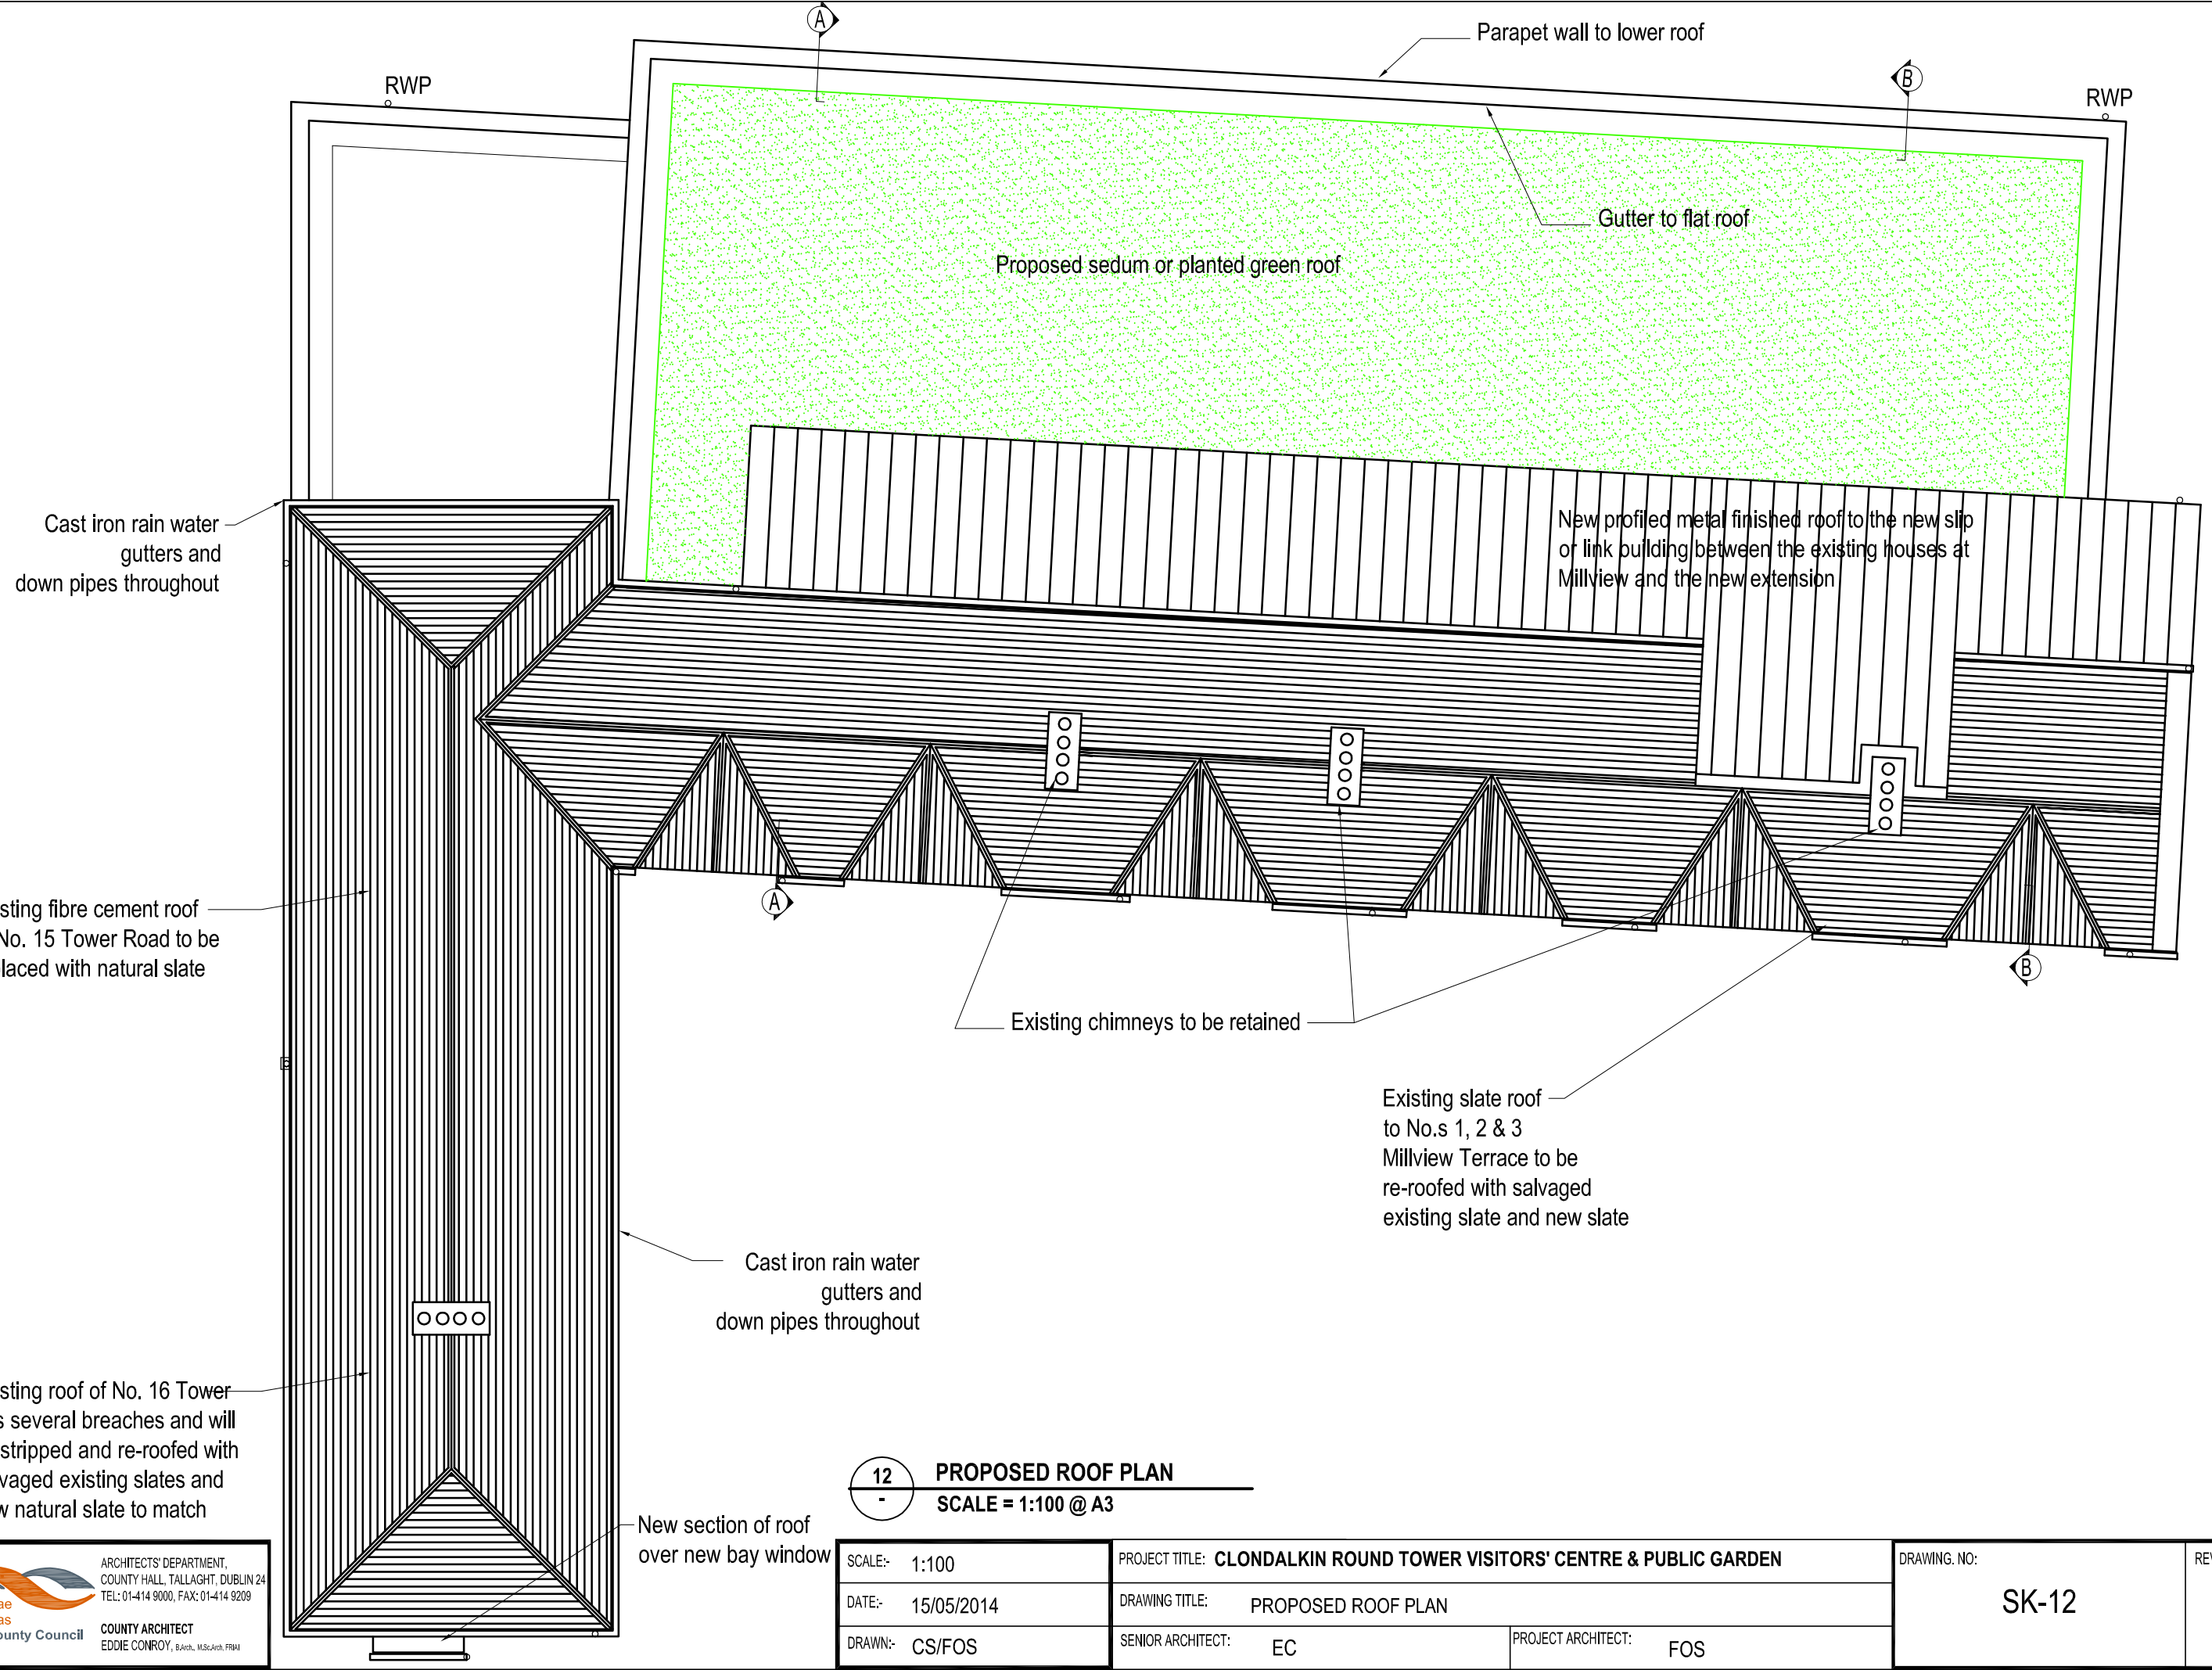 A
Parapet wall to lower roof
B
RWP
RWP
Gutter to flat roof
Proposed sedum or planted green roof
Cast iron rain water
gutters and
down pipes throughout
New profiled metal finished roof to the new slip
or link building between the existing houses at
Millview and the new extension
sting fibre cement roof
No. 15 Tower Road to be
laced with natural slate
A
B
Existing chimneys to be retained
Existing slate roof
to No.s 1, 2 & 3
Millview Terrace to be
re-roofed with salvaged
existing slate and new slate
Cast iron rain water
gutters and
down pipes throughout
sting roof of No. 16 Tower
s several breaches and will
stripped and re-roofed with
vaged existing slates and
w natural slate to match
New section of roof
over new bay window
12
-
PROPOSED ROOF PLAN
SCALE = 1:100 @ A3
ae
as
unty Council
ARCHITECTS' DEPARTMENT,
COUNTY HALL, TALLAGHT, DUBLIN 24
TEL: 01-414 9000, FAX: 01-414 9209
COUNTY ARCHITECT
EDDIE CONROY, B.Arch., M.Sc.Arch, FRIAI
SCALE:- 1:100
DATE:- 15/05/2014
DRAWN:- CS/FOS
PROJECT TITLE: CLONDALKIN ROUND TOWER VISITORS' CENTRE & PUBLIC GARDEN
DRAWING TITLE: PROPOSED ROOF PLAN
SENIOR ARCHITECT: EC
PROJECT ARCHITECT: FOS
DRAWING. NO:
SK-12
RE